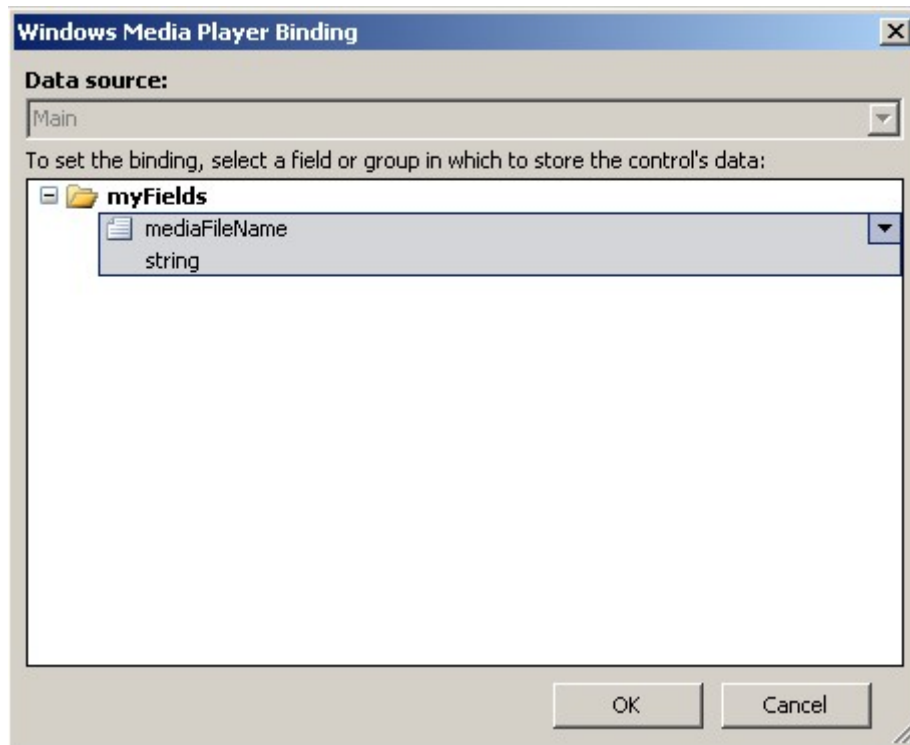 Windows Media Player Binding
Data source:
Main
To set the binding, select a field or group in which to store the control's data:
myFields
mediaFileName
string
OK Cancel